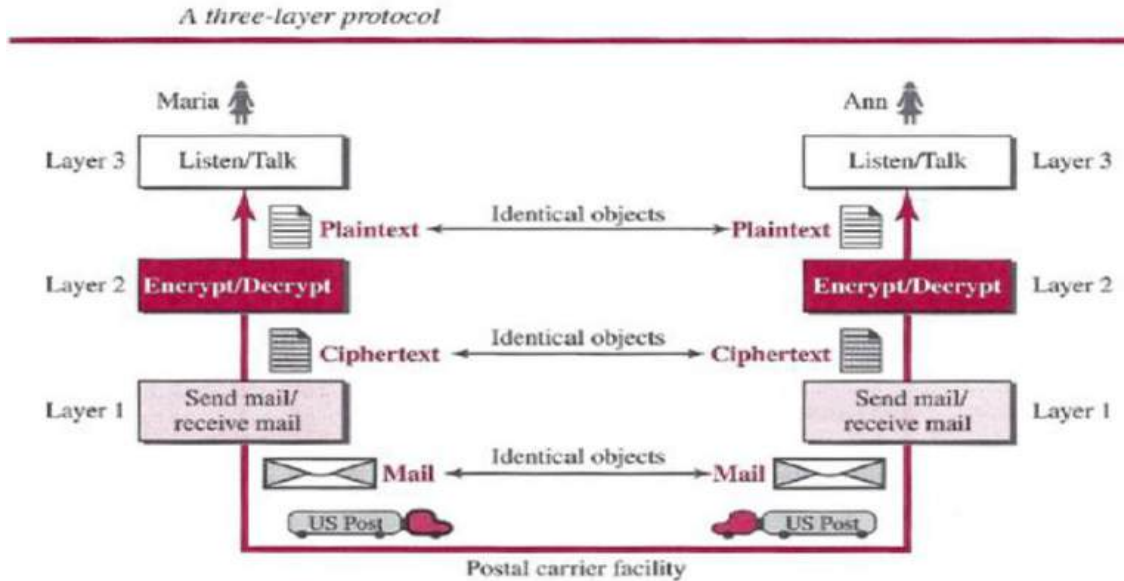 A three-layer protocol
Maria
Ann
Layer 3
Listen/Talk
Listen/Talk
Layer 3
Identical objects
Plaintext
Plaintext
Layer 2
Encrypt/Decrypt
Encrypt/Decrypt
Layer 2
Identical objects
Ciphertext
Ciphertext
Layer 1
Send mail/
receive mail
Send mail/
receive mail
Layer 1
Identical objects
Mail
Mail
US Post
US Post
Postal carrier facility